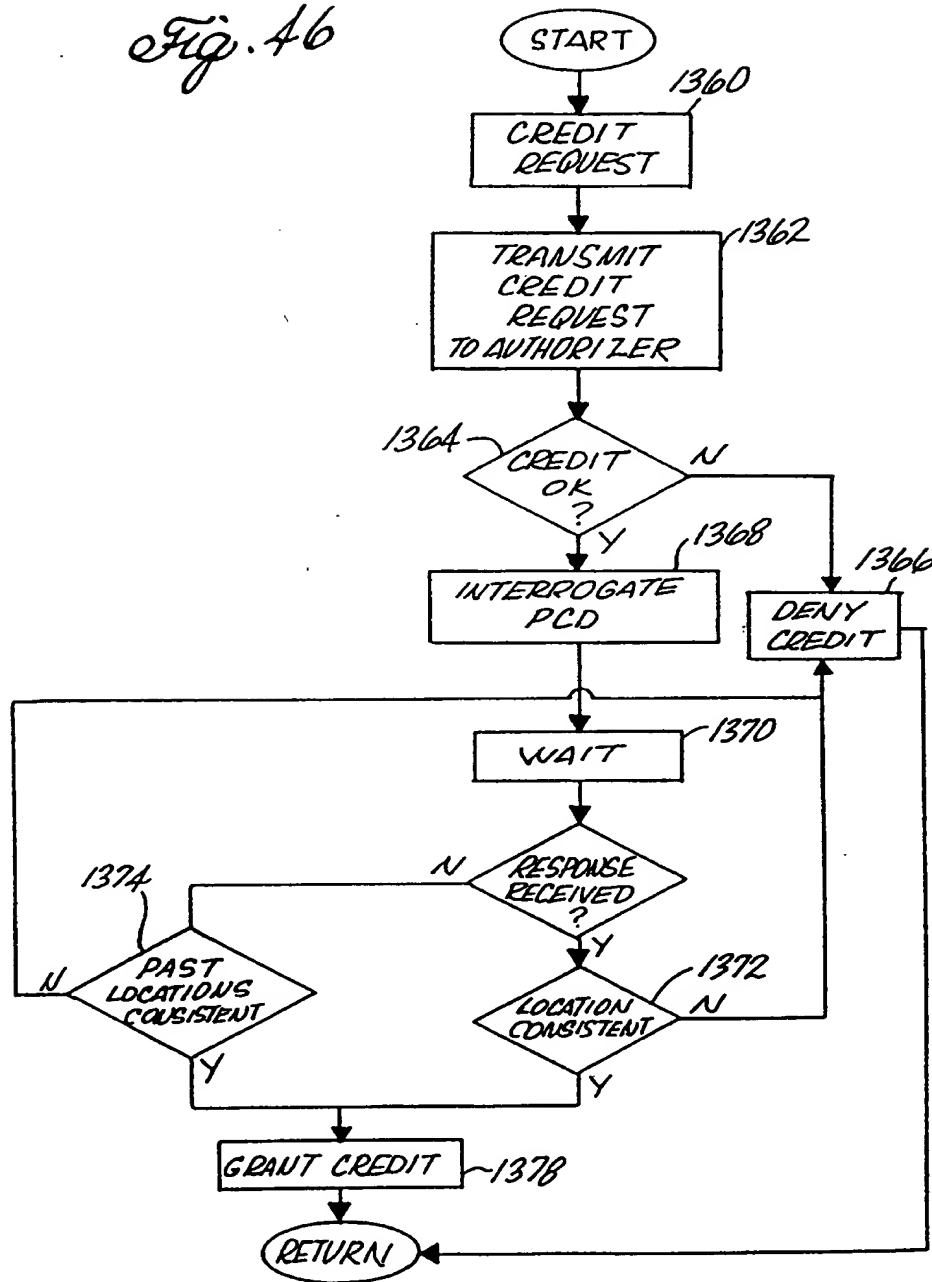 Fig. 46
START
1360
CREDIT
REQUEST
1362
TRANSMIT
CREDIT
REQUEST
TO AUTHORIZER
1364
CREDIT
OK
?
N
Y
1368
INTERROGATE
PCD
1366
DENY
CREDIT
1370
WAIT
RESPONSE
RECEIVED
?
N
Y
1374
PAST
LOCATIONS
CONSISTENT
N
Y
1372
LOCATION
CONSISTENT
N
Y
GRANT CREDIT
1378
RETURN